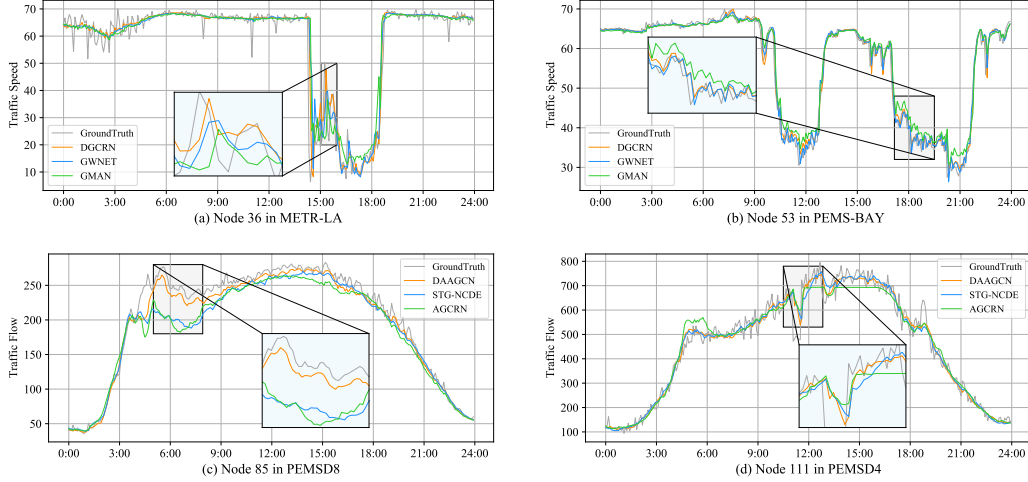 70
60
50
40
30
20
10
Traffic Speed
GroundTruth
DGCRN
GWNET
GMAN
0:00 3:00 6:00 9:00 12:00 15:00 18:00 21:00 24:00
(a) Node 36 in METR-LA
70
60
50
40
30
Traffic Speed
GroundTruth
DGCRN
GWNET
GMAN
0:00 3:00 6:00 9:00 12:00 15:00 18:00 21:00 24:00
(b) Node 53 in PEMS-BAY
250
200
150
100
50
Traffic Flow
GroundTruth
DAAGCN
STG-NCDE
AGCRN
0:00 3:00 6:00 9:00 12:00 15:00 18:00 21:00 24:00
(c) Node 85 in PEMSD8
800
700
600
500
400
300
200
100
Traffic Flow
GroundTruth
DAAGCN
STG-NCDE
AGCRN
0:00 3:00 6:00 9:00 12:00 15:00 18:00 21:00 24:00
(d) Node 111 in PEMSD4